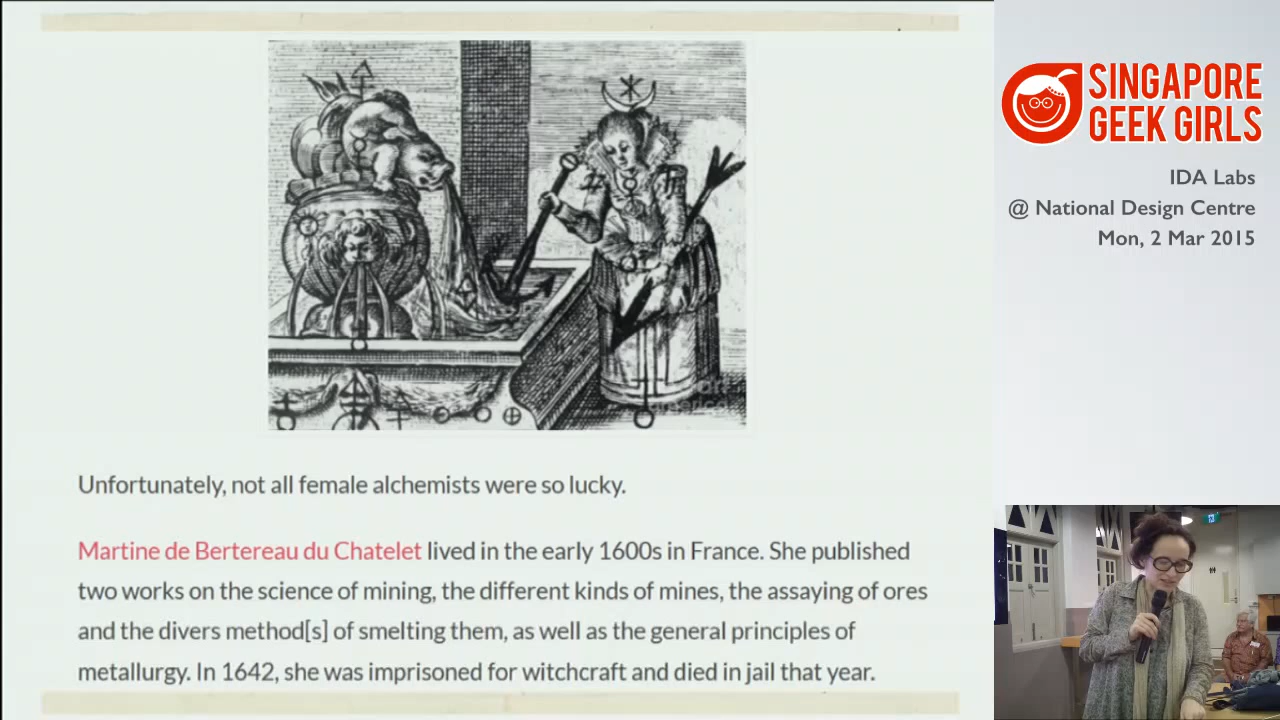 Unfortunately, not all female alchemists were so lucky.
Martine de Bertereau du Chatelet lived in the early 1600s in France. She published
two works on the science of mining, the different kinds of mines, the assaying of ores
and the divers method[s] of smelting them, as well as the general principles of
metallurgy. In 1642, she was imprisoned for witchcraft and died in jail that year.
SINGAPORE
GEEK GIRLS
IDA Labs
@ National Design Centre
Mon, 2 Mar 2015